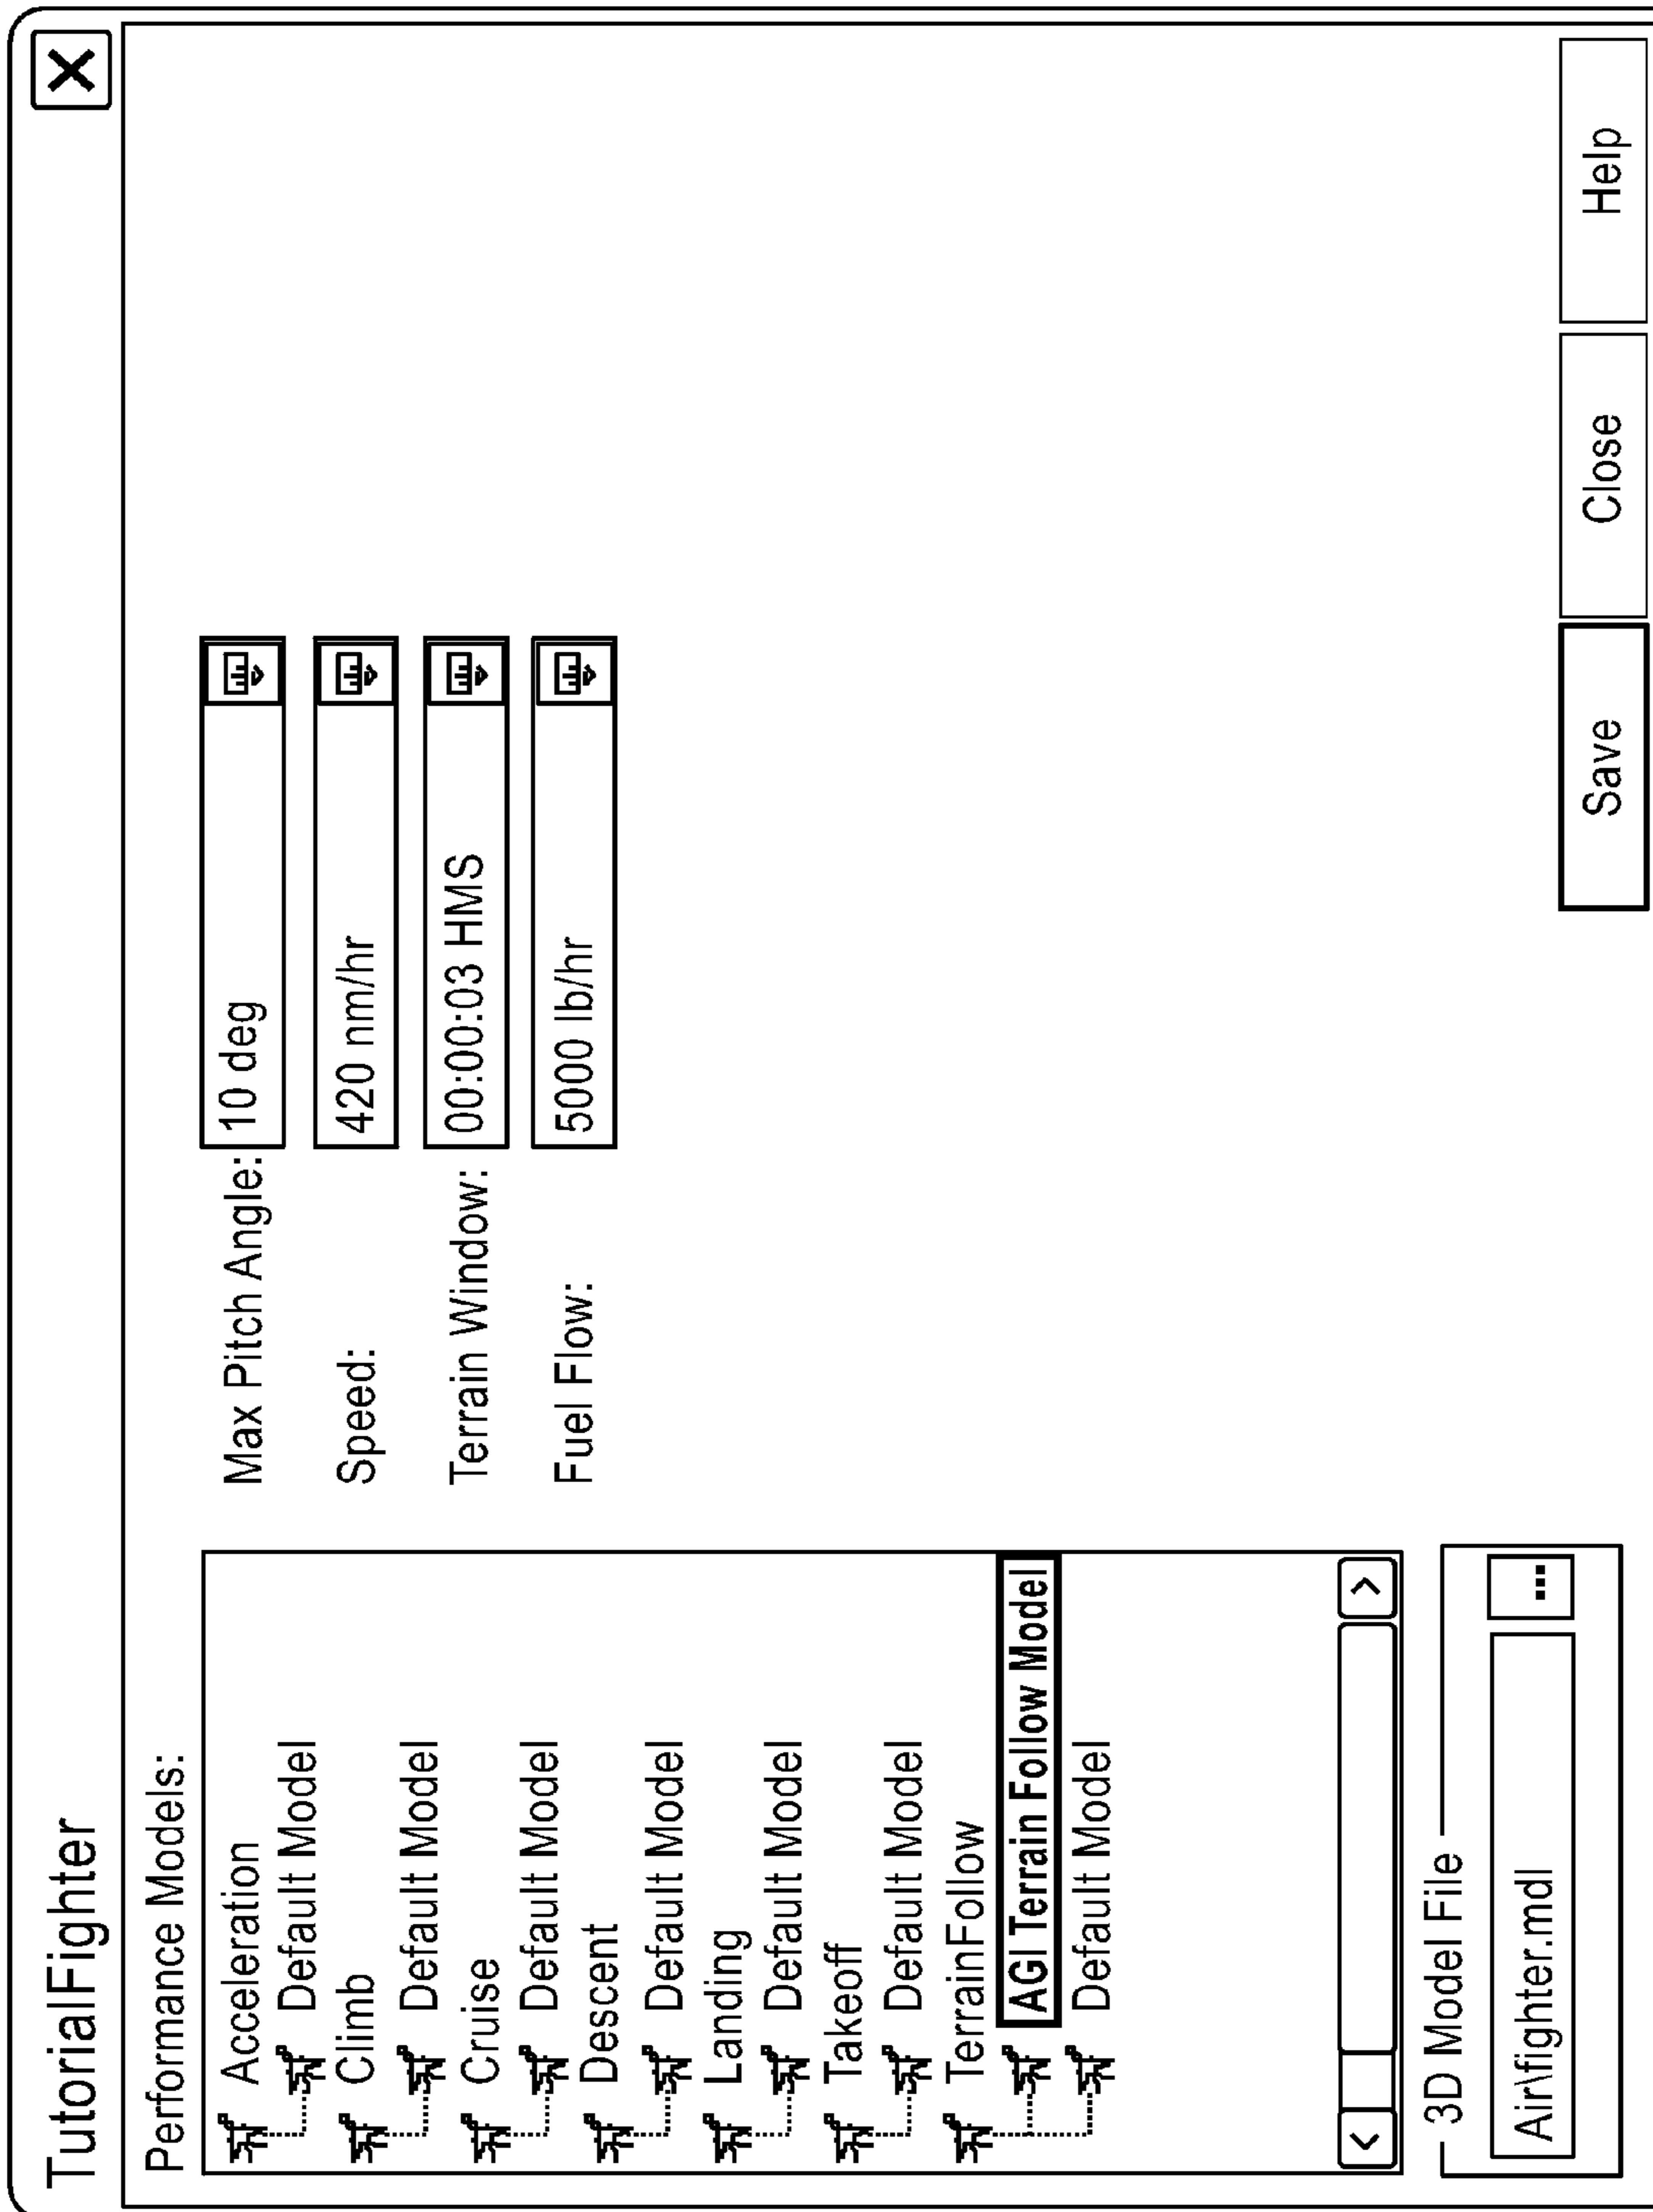 TutorialFighter
Performance Models:
Acceleration
Default Model
Climb
Default Model
Cruise
Default Model
Descent
Default Model
Landing
Default Model
Takeoff
Default Model
TerrainFollow
AGI Terrain Follow Model
Default Model
3D Model File
Air\fighter.mdl
...
Max Pitch Angle: 10 deg
Speed: 420 nm/hr
Terrain Window: 00:00:03 HMS
Fuel Flow: 5000 lb/hr
Save Close Help